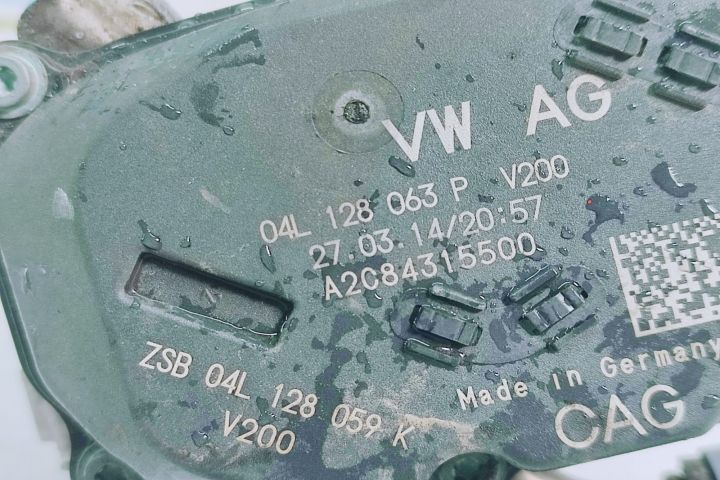 VW AG
04L 128 063 P V200
27.03.14/20:57
A2C84315500
ZSB 04L 128 059 K
V200
Made in Germany
CAG